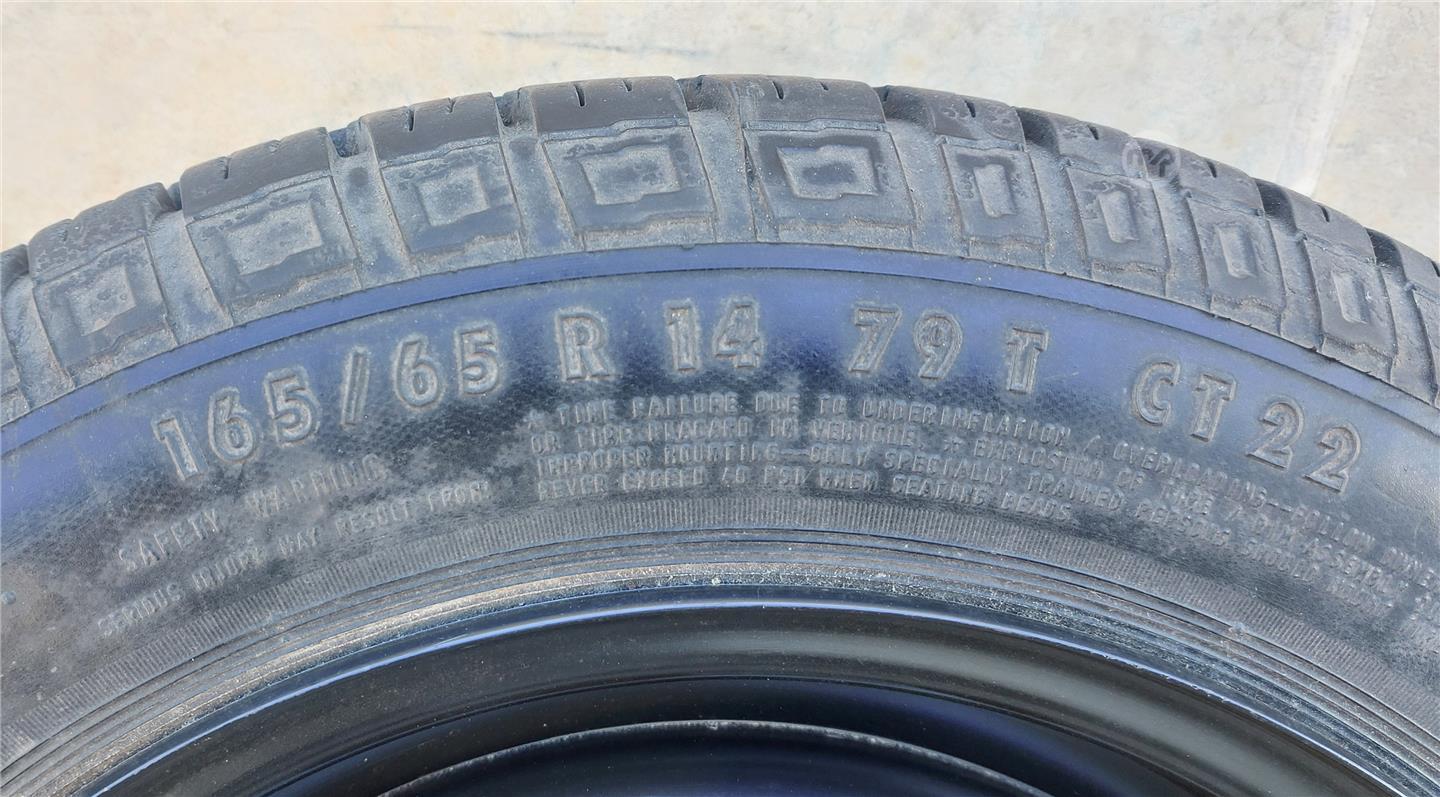 165/65 R 14 79 T CT 22
SAFETY WARNING
SERIOUS INJURY MAY RESULT FROM:
* TIRE FAILURE DUE TO UNDERINFLATION / OVERLOADING—FOLLOW OWNER
OR TIRE PLACARD IN VEHICLE. * EXPLOSION OF TIRE / RIM ASSEMBLY
IMPROPER MOUNTING—ONLY SPECIALLY TRAINED PERSONS SHOULD MOUNT
NEVER EXCEED 40 PSI WHEN SEATING BEADS.